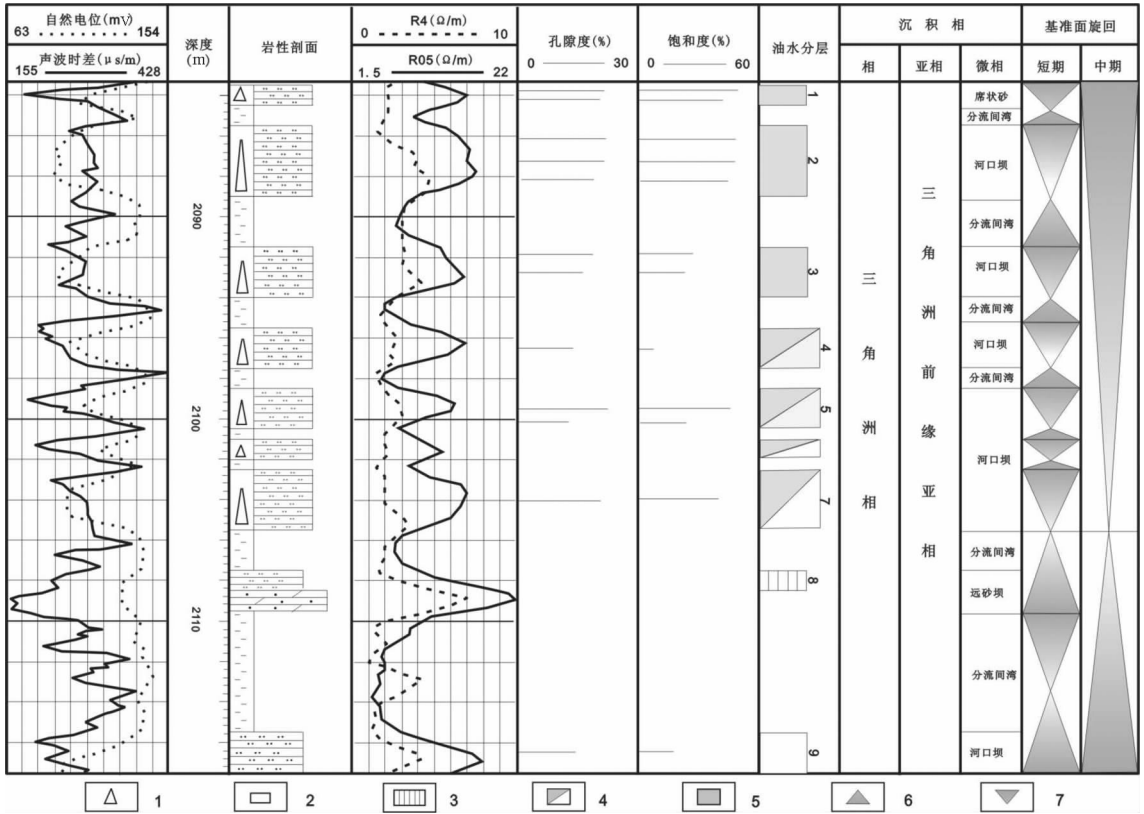 自然电位(mV)
63 154
声波时差(μs/m)
155 428
深度
(m)
岩性剖面
R4(Ω/m)
0 10
R05(Ω/m)
1.5 22
孔隙度(%)
0 30
饱和度(%)
0 60
油水分层
沉积相
相 亚相 微相
基准面旋回
短期 中期
2090
2100
2110
1
2
3
4
5
7
8
9
三角洲相
三角洲前缘亚相
席状砂
分流间湾
河口坝
分流间湾
河口坝
分流间湾
河口坝
分流间湾
河口坝
分流间湾
远砂坝
分流间湾
河口坝
1 2 3 4 5 6 7